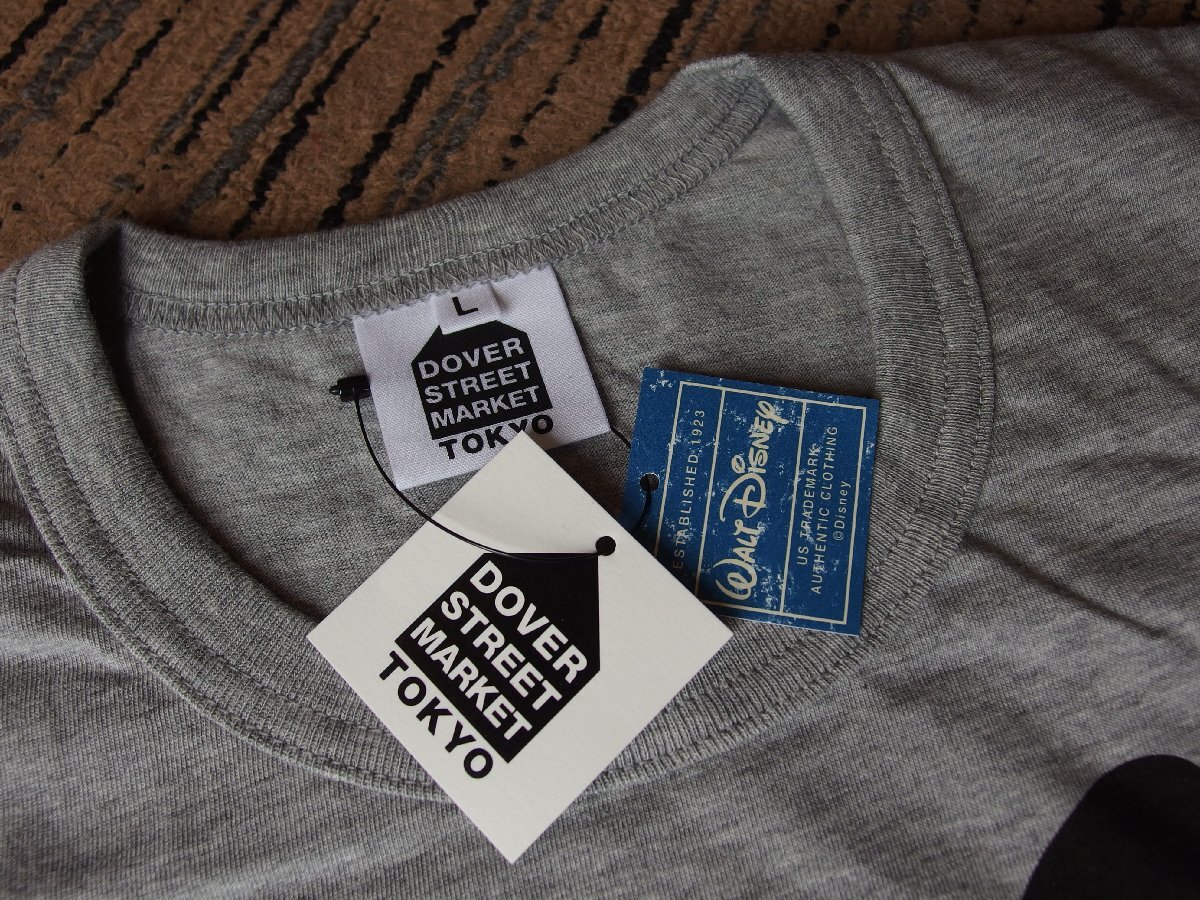 L
DOVER
STREET
MARKET
TOKYO
DOVER
STREET
MARKET
TOKYO
ESTABLISHED 1923
WALT DISNEY
US TRADEMARK
AUTHENTIC CLOTHING
©Disney